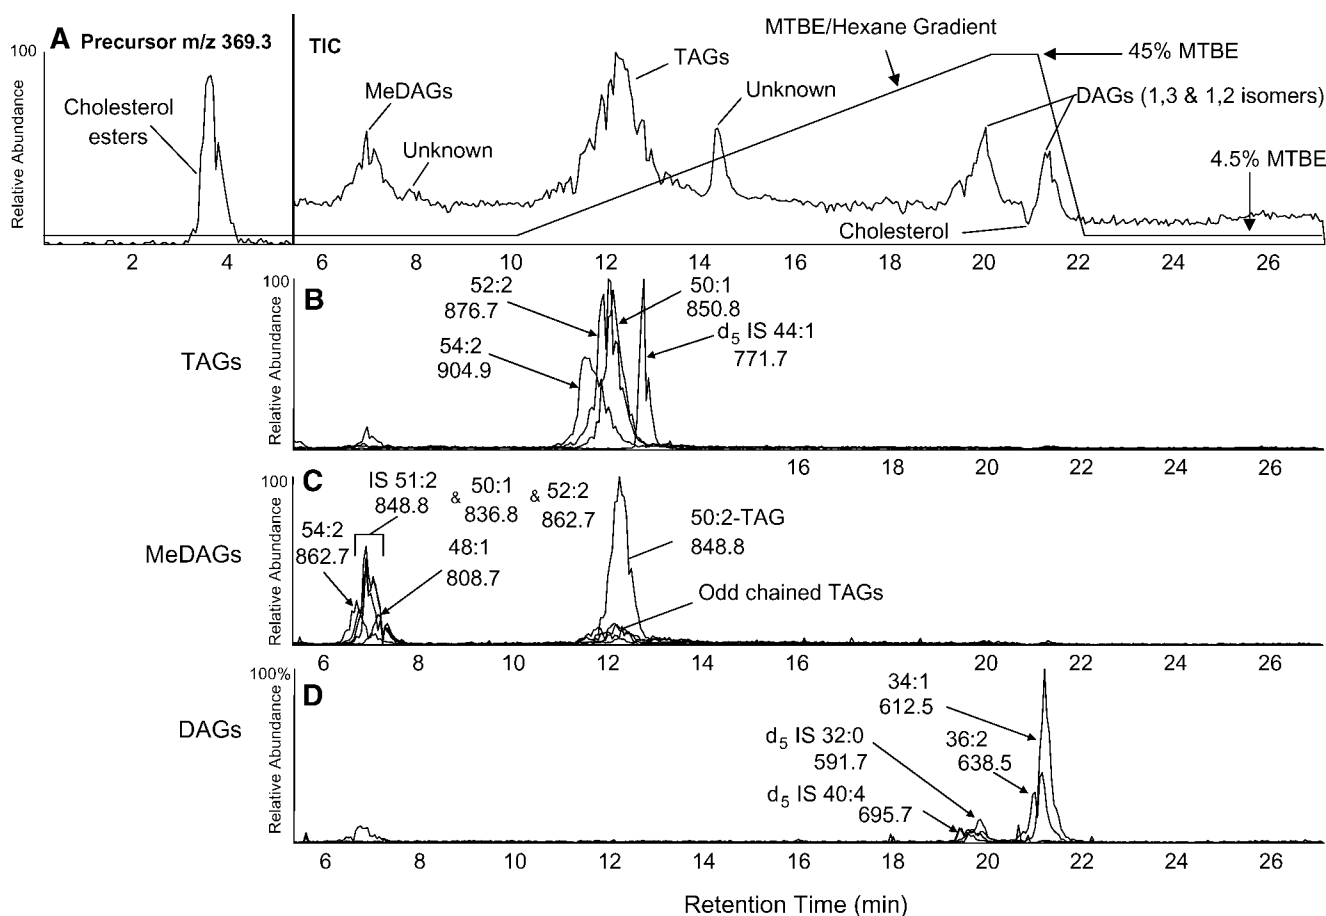 A Precursor m/z 369.3
TIC
MTBE/Hexane Gradient
100
Relative Abundance
Cholesterol
esters
MeDAGs
Unknown
TAGs
Unknown
45% MTBE
DAGs (1,3 & 1,2 isomers)
4.5% MTBE
Cholesterol
2 4 6 8 10 12 14 16 18 20 22 24 26
TAGs
100
Relative Abundance
B
52:2
876.7
50:1
850.8
54:2
904.9
d5 IS 44:1
771.7
16 18 20 22 24 26
MeDAGs
100
Relative Abundance
C
IS 51:2
848.8
& 50:1
836.8
& 52:2
862.7
54:2
862.7
48:1
808.7
50:2-TAG
848.8
Odd chained TAGs
6 8 10 12 14 16 18 20 22 24 26
DAGs
100%
Relative Abundance
D
34:1
612.5
d5 IS 32:0
591.7
36:2
638.5
d5 IS 40:4
695.7
6 8 10 12 14 16 18 20 22 24 26
Retention Time (min)